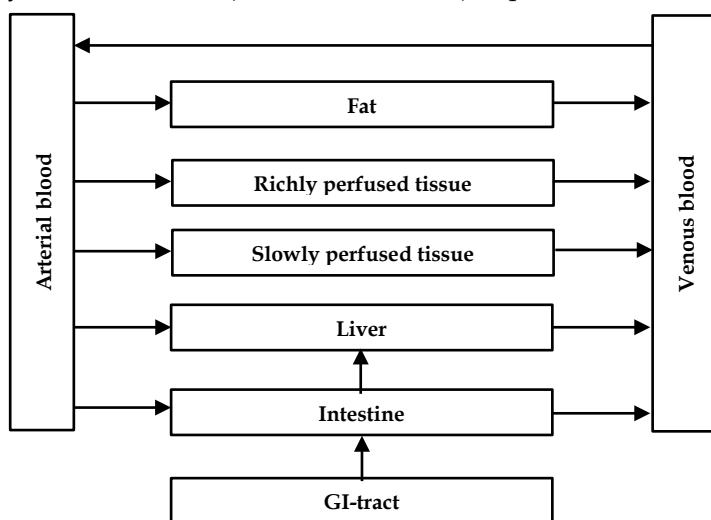 Arterial blood
Venous blood
Fat
Richly perfused tissue
Slowly perfused tissue
Liver
Intestine
GI-tract